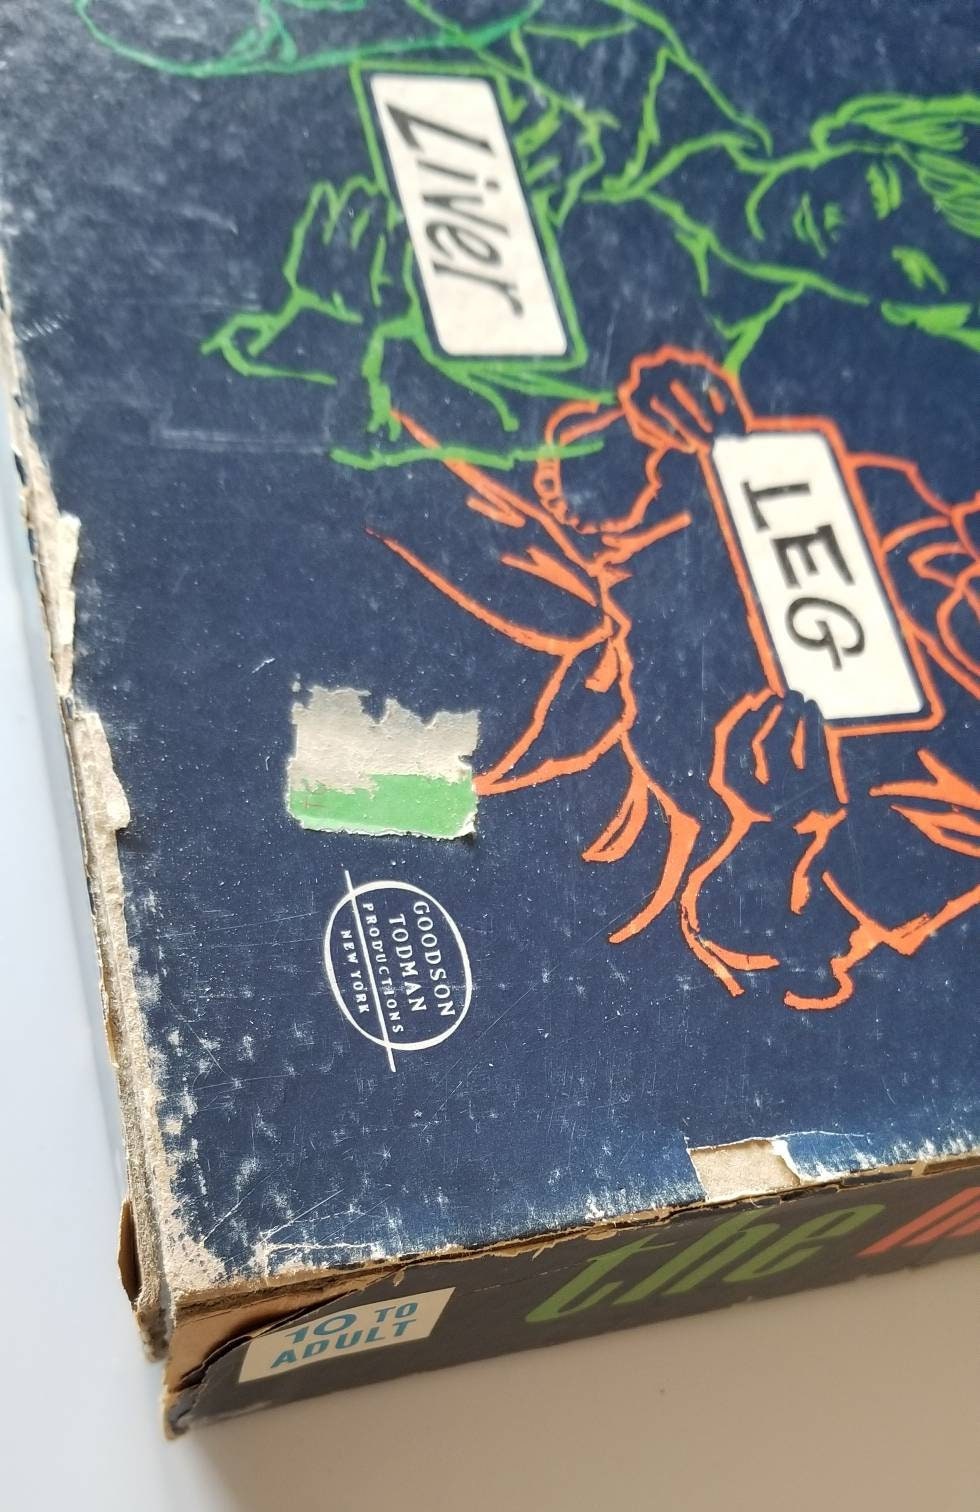 Liver
LEG
GOODSON
TODMAN
PRODUCTIONS
NEW YORK
the
10 TO
ADULT